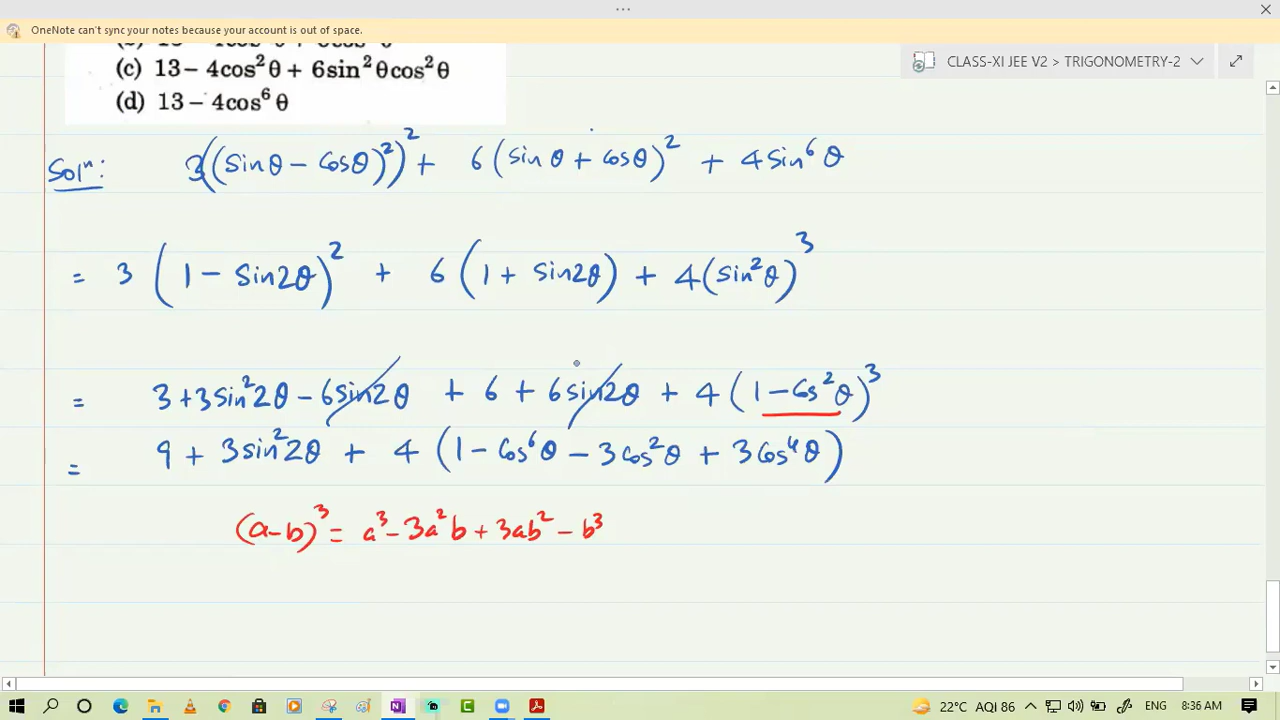 ...
OneNote can't sync your notes because your account is out of space.
CLASS-XI JEE V2 > TRIGONOMETRY-2
(c) 13 – 4cos²θ + 6sin²θcos²θ
(d) 13 – 4cos⁶θ
Solⁿ: 3((sinθ – cosθ)²)² + 6(sinθ + cosθ)² + 4sin⁶θ
= 3(1 – sin2θ)² + 6(1 + sin2θ) + 4(sin²θ)³
= 3+3sin²2θ – 6sin2θ + 6 + 6sin2θ + 4(1 – cos²θ)³
= 9 + 3sin²2θ + 4(1 – cos⁶θ – 3cos²θ + 3cos⁴θ)
(a–b)³ = a³ – 3a²b + 3ab² – b³
22°C AQI 86 ENG 8:36 AM